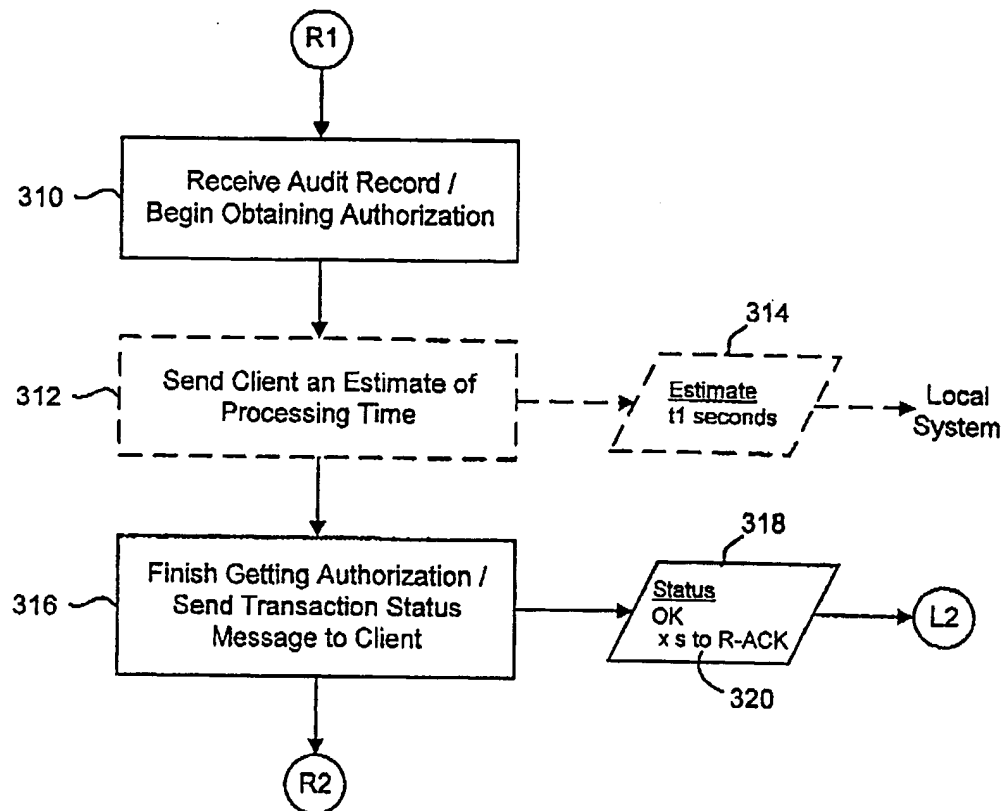 R1
310
Receive Audit Record /
Begin Obtaining Authorization
314
312
Send Client an Estimate of
Processing Time
Estimate
t1 seconds
Local
System
318
316
Finish Getting Authorization /
Send Transaction Status
Message to Client
Status
OK
x s to R-ACK
320
L2
R2